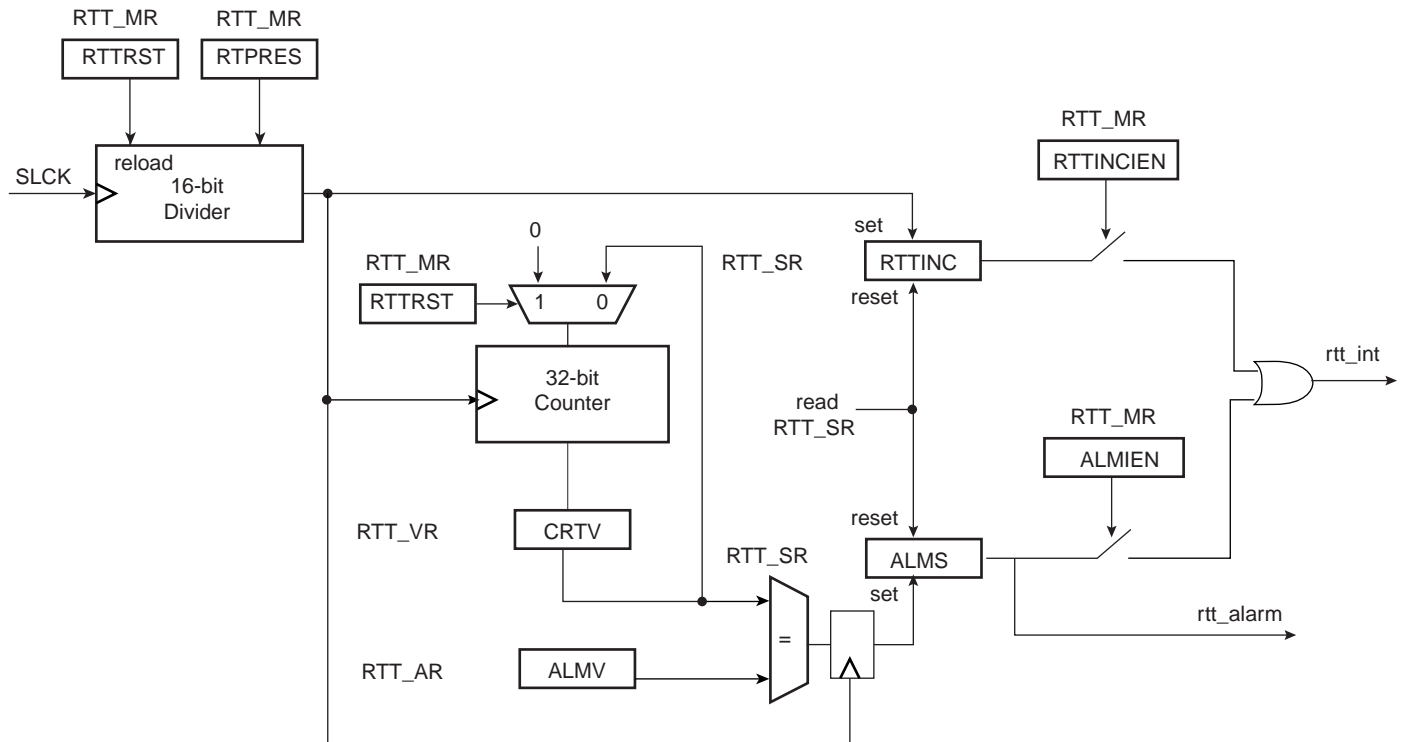 RTT_MR
RTT_MR
RTTRST
RTPRES
RTT_MR
RTTINCIEN
reload
16-bit
Divider
SLCK
0
set
RTT_MR
RTT_SR
RTTINC
RTTRST
1
0
reset
rtt_int
32-bit
Counter
read
RTT_SR
RTT_MR
ALMIEN
reset
RTT_VR
CRTV
RTT_SR
ALMS
set
rtt_alarm
=
RTT_AR
ALMV